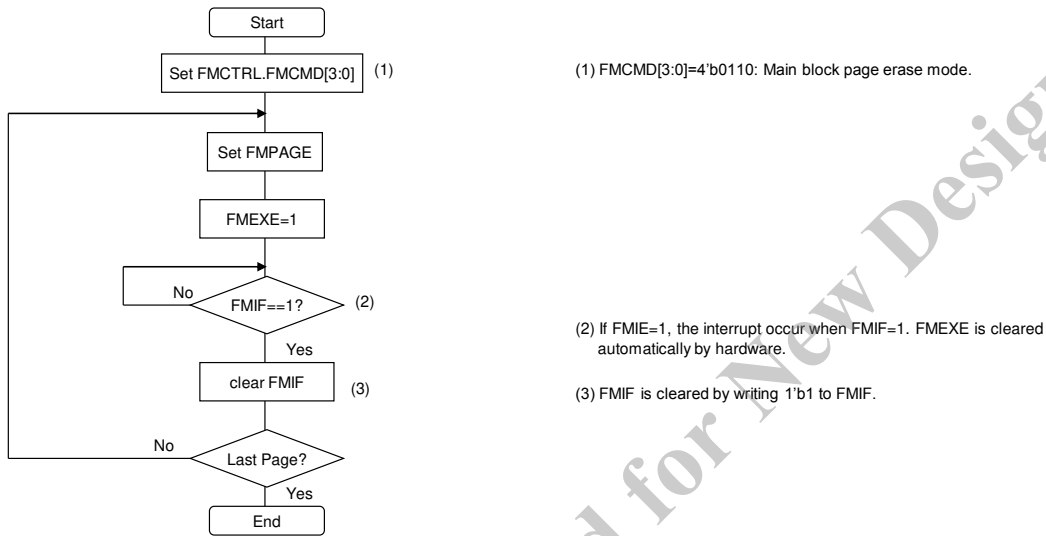 Start
Set FMCTRL.FMCMD[3:0] (1)
(1) FMCMD[3:0]=4'b0110: Main block page erase mode.
Set FMPAGE
FMEXE=1
No
FMIF==1? (2)
Yes
(2) If FMIE=1, the interrupt occur when FMIF=1. FMEXE is cleared
automatically by hardware.
clear FMIF (3)
(3) FMIF is cleared by writing 1'b1 to FMIF.
No
Last Page?
Yes
End
for New Design